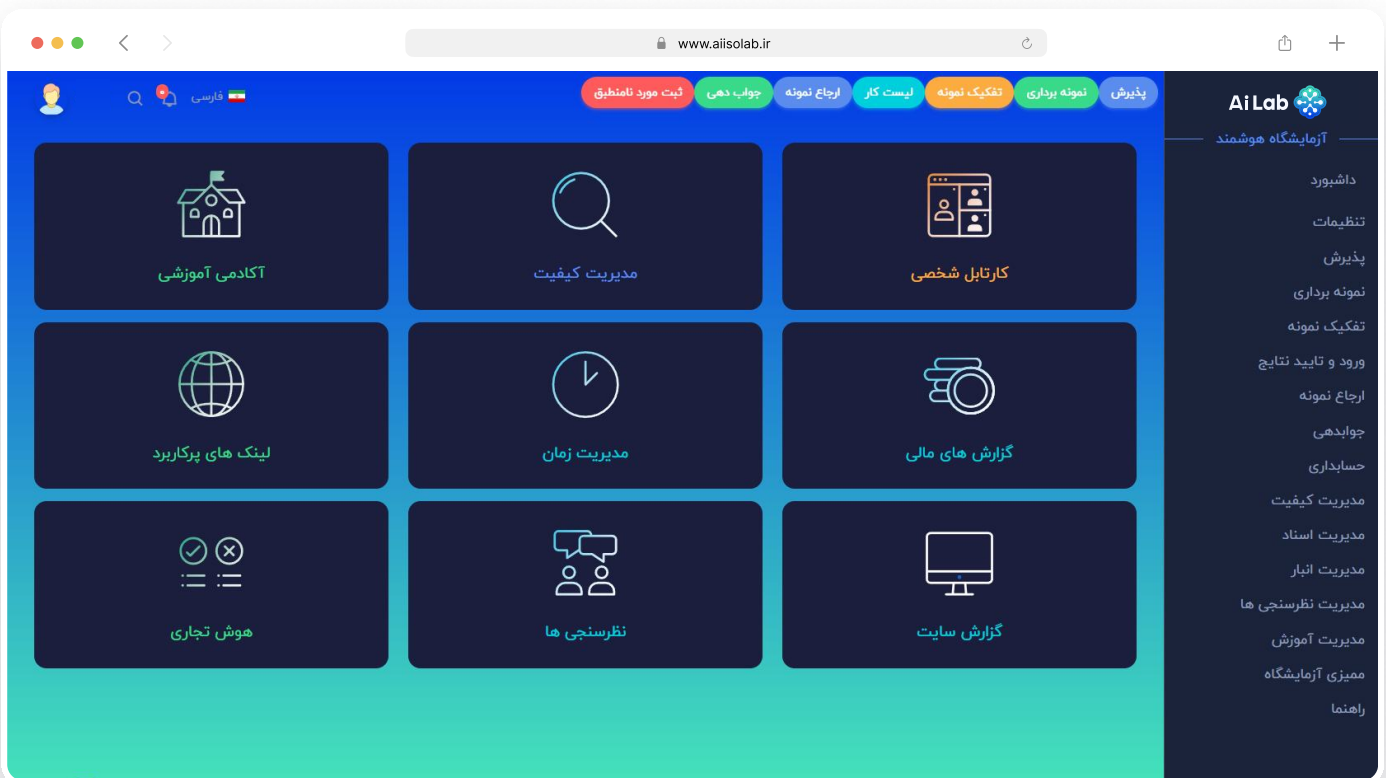 www.aiisolab.ir
Ai Lab
آزمایشگاه هوشمند
داشبورد
تنظیمات
پذیرش
نمونه برداری
تفکیک نمونه
ورود و تایید نتایج
ارجاع نمونه
جوابدهی
حسابداری
مدیریت کیفیت
مدیریت اسناد
مدیریت انبار
مدیریت نظرسنجی ها
مدیریت آموزش
ممیزی آزمایشگاه
راهنما
پذیرش
نمونه برداری
تفکیک نمونه
لیست کار
ارجاع نمونه
جواب دهی
ثبت مورد نامنطبق
فارسی
کارتابل شخصی
مدیریت کیفیت
آکادمی آموزشی
گزارش های مالی
مدیریت زمان
لینک های پرکاربرد
گزارش سایت
نظرسنجی ها
هوش تجاری